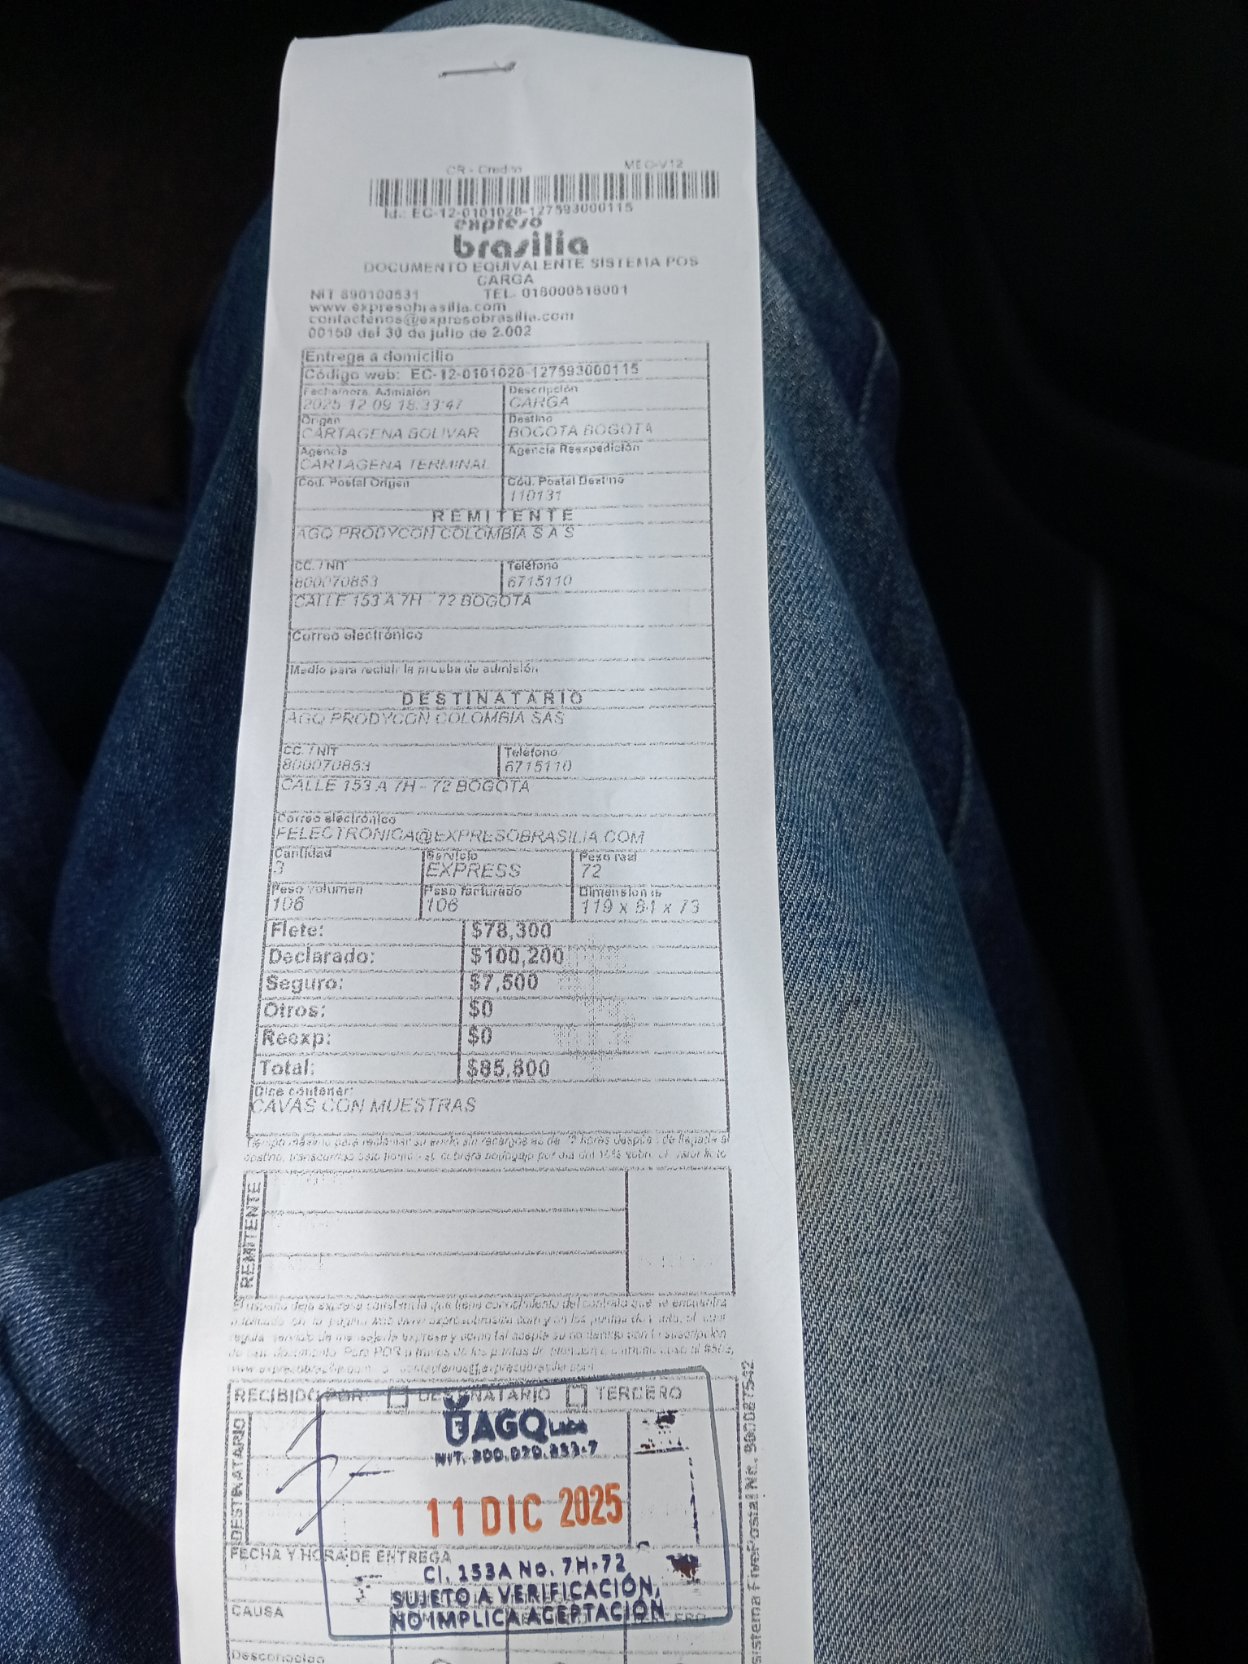 CR - Credito MEC-V12
Id.: EC-12-0101028-127593000115
expreso
brasilia
DOCUMENTO EQUIVALENTE SISTEMA POS
CARGA
NIT 890100531 TEL. 018000518001
www.expresobrasilia.com
contactenos@expresobrasilia.com
00150 del 30 de julio de 2.002
Entrega a domicilio
Código web: EC-12-0101028-127593000115
Fecha/hora. Admisión Descripción
2025-12-09 18:33:47 CARGA
Origen Destino
CARTAGENA BOLIVAR BOGOTA BOGOTA
Agencia Agencia Reexpedición
CARTAGENA TERMINAL
Cod. Postal Origen Cód. Postal Destino
110131
REMITENTE
AGQ PRODYCON COLOMBIA S A S
CC. / NIT Teléfono
800070853 6715110
CALLE 153 A 7H - 72 BOGOTA
Correo electrónico
Medio para recibir la prueba de admisión
DESTINATARIO
AGQ PRODYCON COLOMBIA SAS
CC. / NIT Teléfono
800070853 6715110
CALLE 153 A 7H - 72 BOGOTA
Correo electrónico
FELECTRONICA@EXPRESOBRASILIA.COM
Cantidad Servicio Peso real
3 EXPRESS 72
Peso volumen Peso facturado Dimension
106 106 119 x 91 x 73
Flete: $78,300
Declarado: $100,200
Seguro: $7,500
Otros: $0
Reexp: $0
Total: $85,800
Dice contener:
CAVAS CON MUESTRAS
REMITENTE
RECIBIDO POR: DESTINATARIO TERCERO
DESTINATARIO
AGQ Labs
NIT. 800.070.853-7
11 DIC 2025
FECHA Y HORA DE ENTREGA
Cl. 153A No. 7H-72
SUJETO A VERIFICACIÓN,
NO IMPLICA ACEPTACIÓN
CAUSA
Desconocido